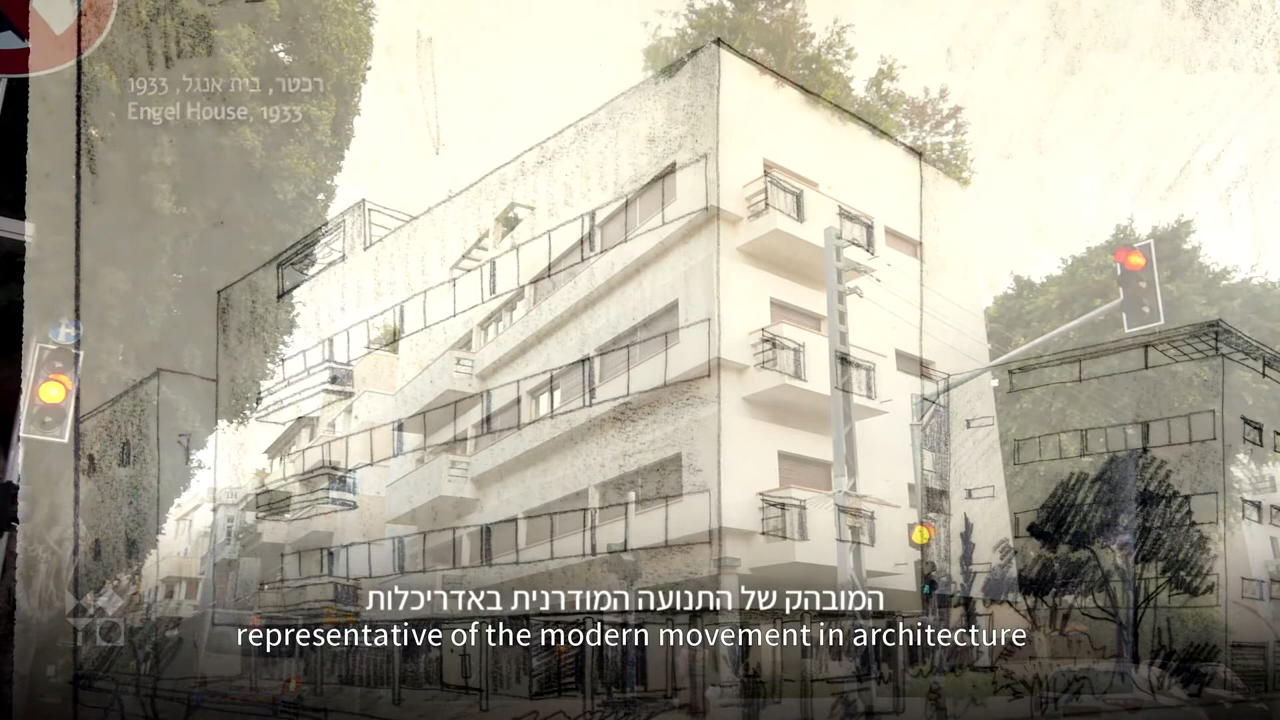 רכטר, בית אנגל, 1933
Engel House, 1933
המובהק של התנועה המודרנית באדריכלות
representative of the modern movement in architecture